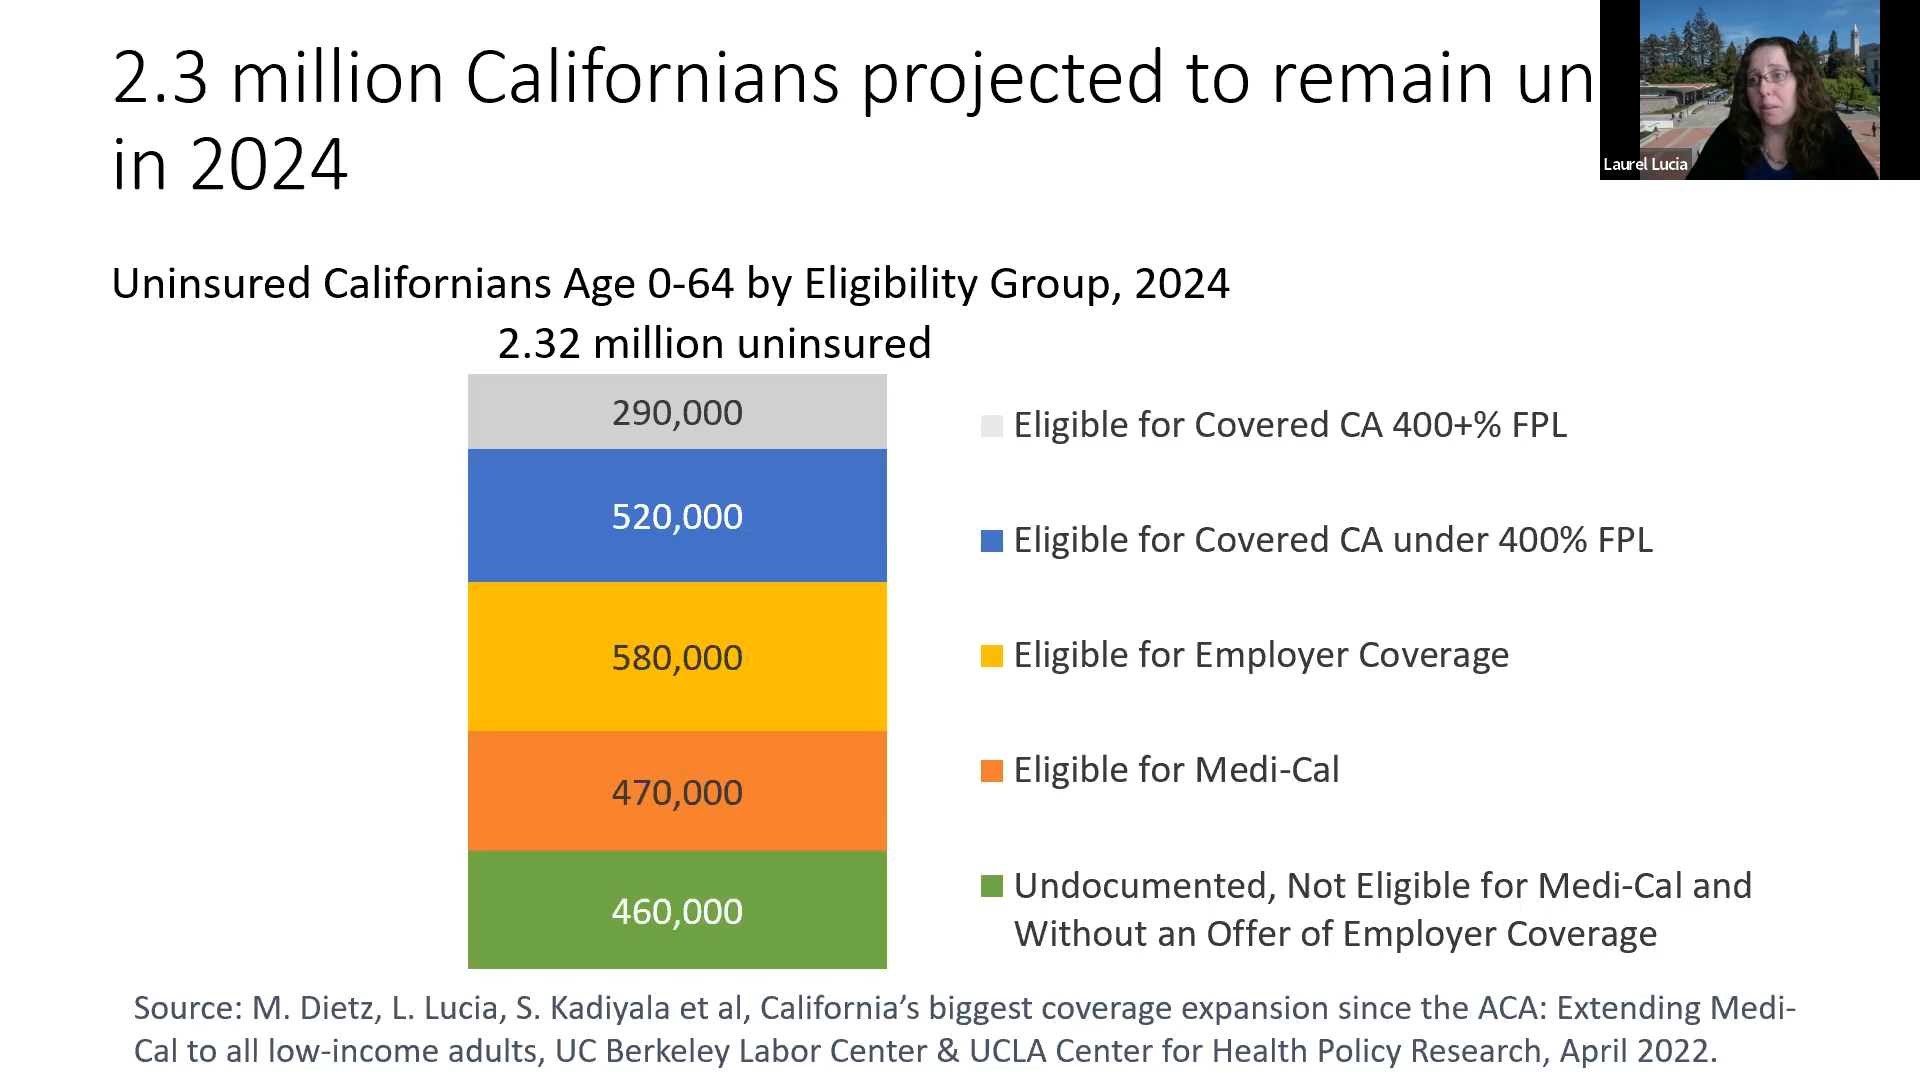 2.3 million Californians projected to remain un
in 2024
Laurel Lucia
Uninsured Californians Age 0-64 by Eligibility Group, 2024
2.32 million uninsured
290,000
520,000
580,000
470,000
460,000
Eligible for Covered CA 400+% FPL
Eligible for Covered CA under 400% FPL
Eligible for Employer Coverage
Eligible for Medi-Cal
Undocumented, Not Eligible for Medi-Cal and
Without an Offer of Employer Coverage
Source: M. Dietz, L. Lucia, S. Kadiyala et al, California’s biggest coverage expansion since the ACA: Extending Medi-
Cal to all low-income adults, UC Berkeley Labor Center & UCLA Center for Health Policy Research, April 2022.